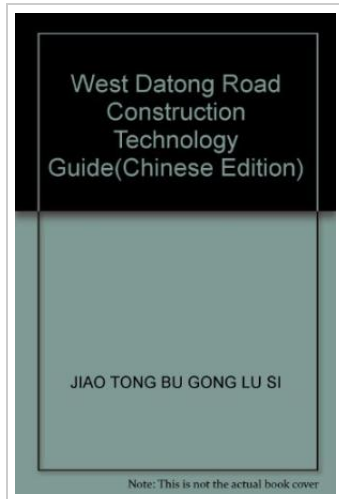 West Datong Road
Construction
Technology
Guide(Chinese Edition)
JIAO TONG BU GONG LU SI
Note: This is not the actual book cover